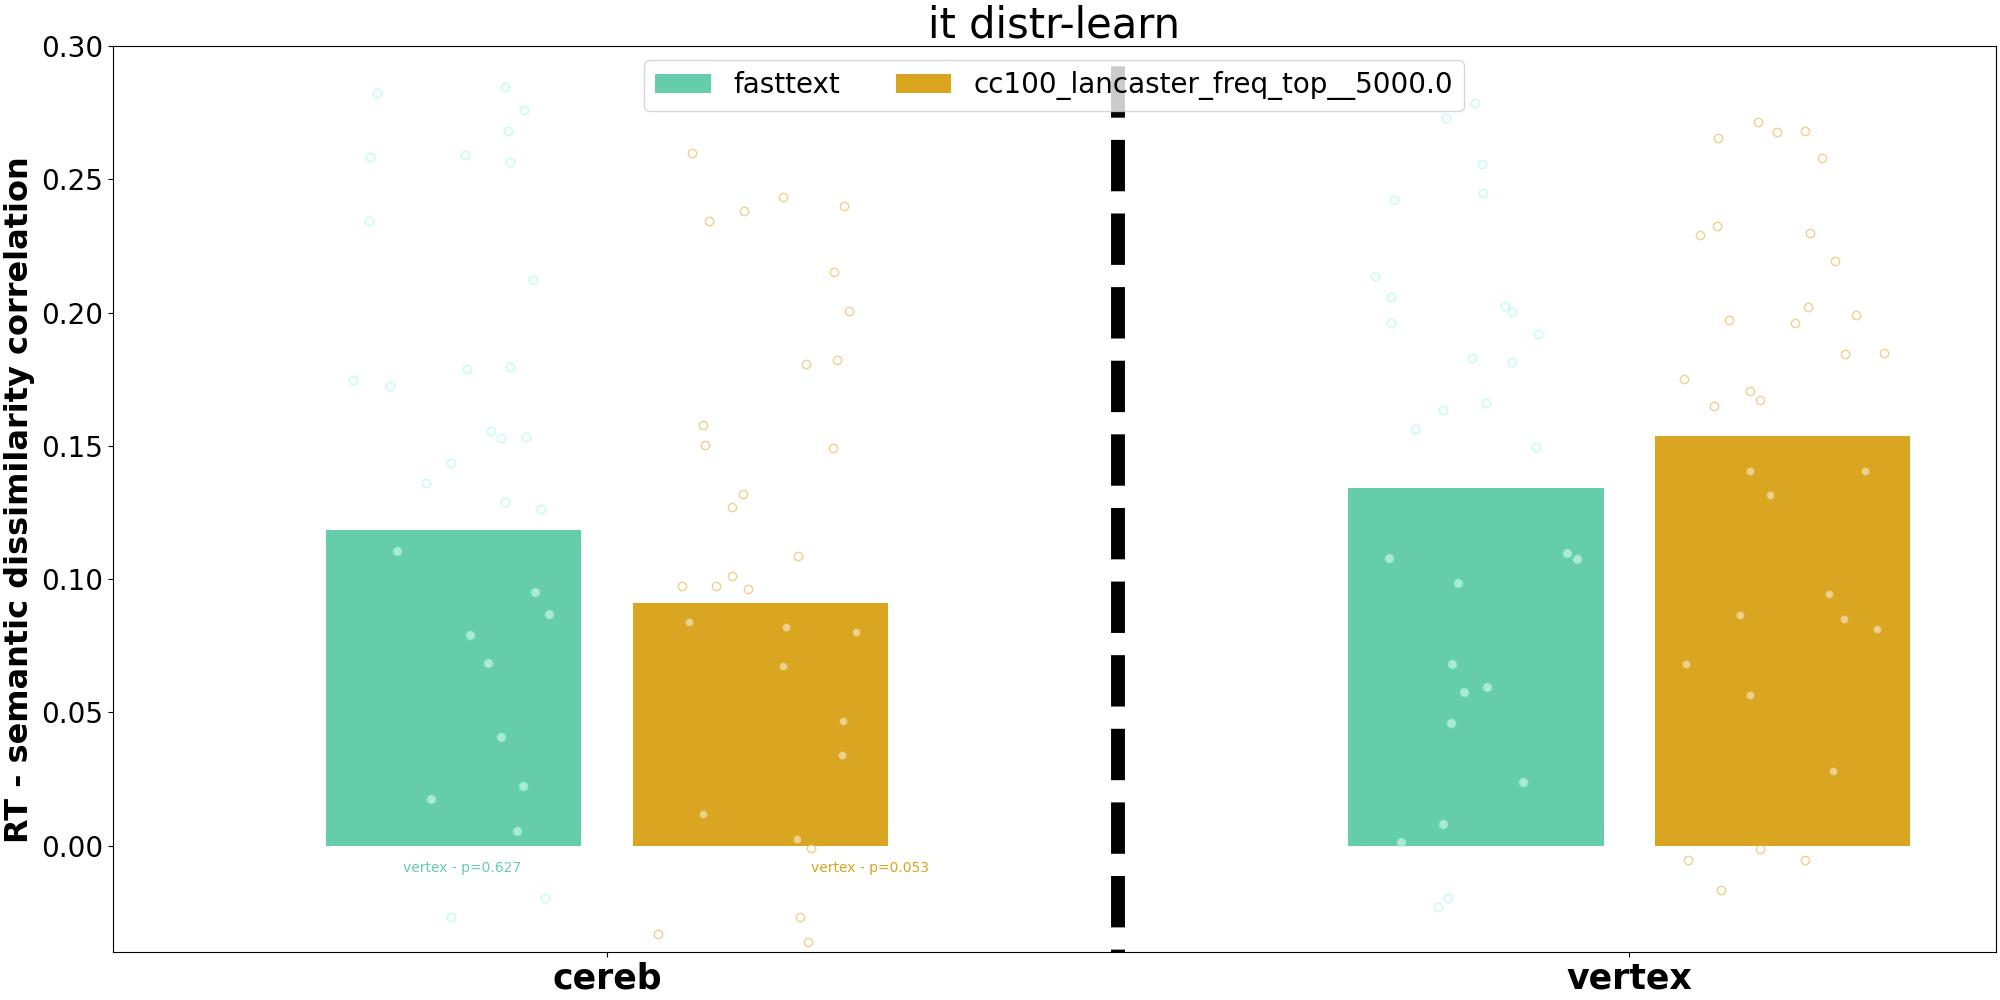 it distr-learn
fasttext
cc100_lancaster_freq_top__5000.0
RT - semantic dissimilarity correlation
0.30
0.25
0.20
0.15
0.10
0.05
0.00
vertex - p=0.627
vertex - p=0.053
cereb
vertex